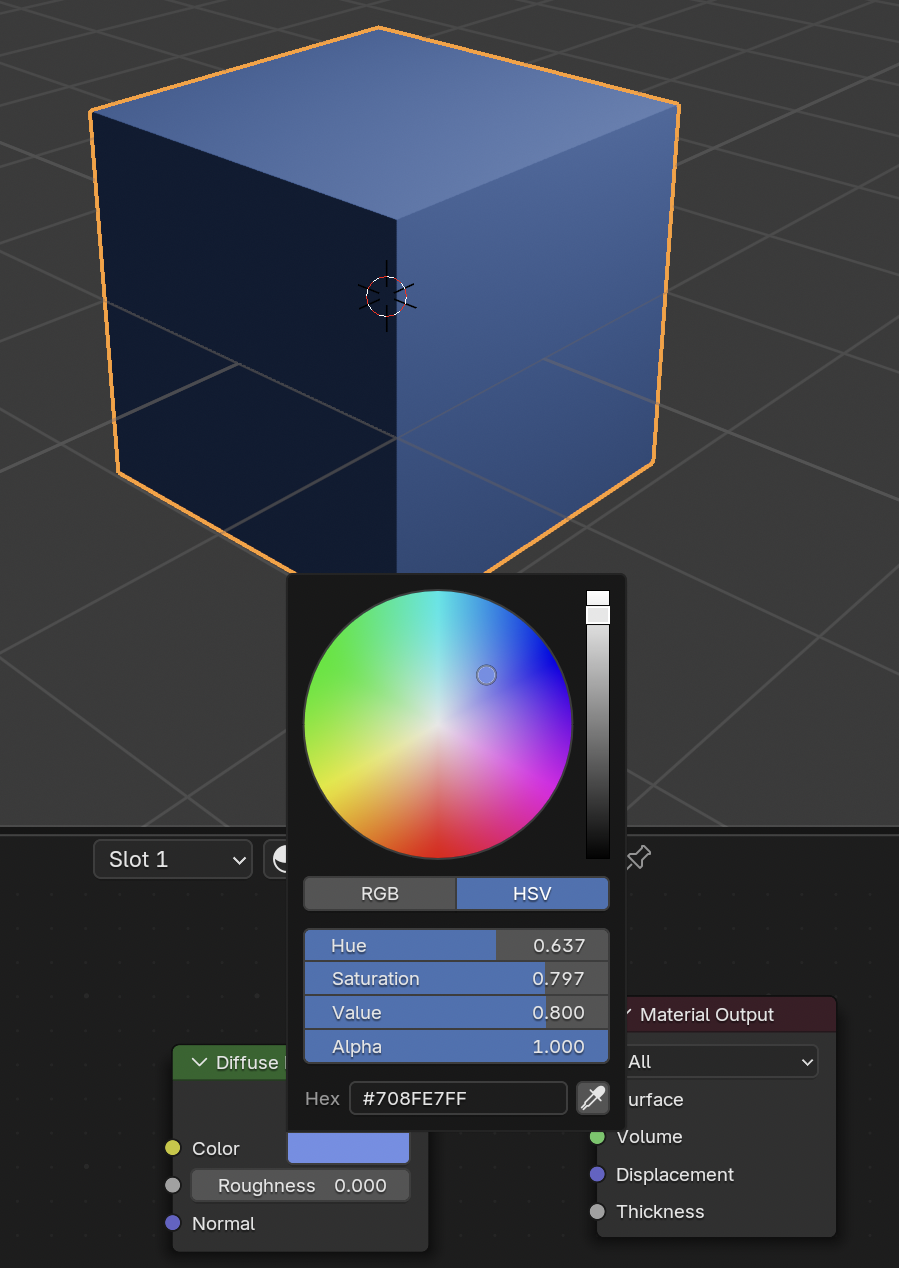 Slot 1
RGB HSV
Hue 0.637
Saturation 0.797
Value 0.800
Alpha 1.000
Hex #708FE7FF
Diffuse
Color
Roughness 0.000
Normal
Material Output
All
urface
Volume
Displacement
Thickness